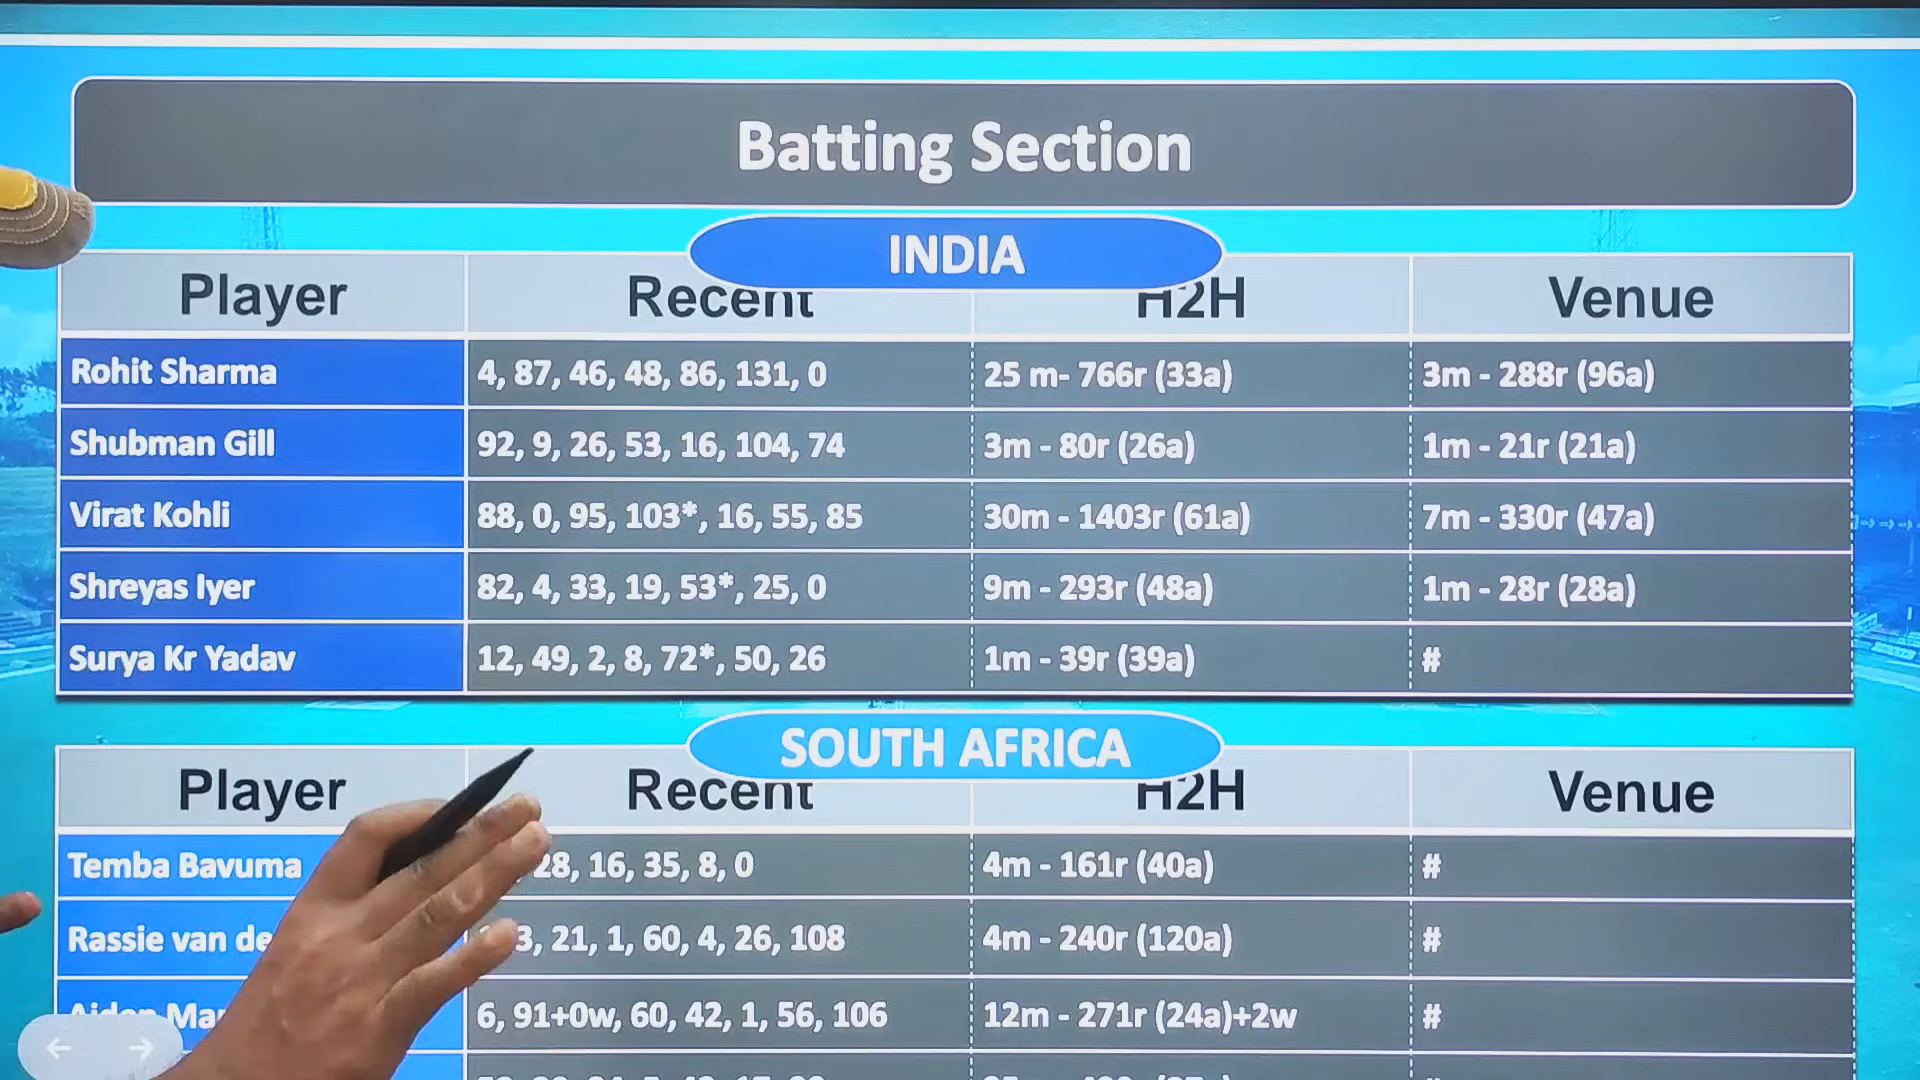 Batting Section
INDIA
Player Recent H2H Venue
Rohit Sharma 4, 87, 46, 48, 86, 131, 0 25 m- 766r (33a) 3m - 288r (96a)
Shubman Gill 92, 9, 26, 53, 16, 104, 74 3m - 80r (26a) 1m - 21r (21a)
Virat Kohli 88, 0, 95, 103*, 16, 55, 85 30m - 1403r (61a) 7m - 330r (47a)
Shreyas Iyer 82, 4, 33, 19, 53*, 25, 0 9m - 293r (48a) 1m - 28r (28a)
Surya Kr Yadav 12, 49, 2, 8, 72*, 50, 26 1m - 39r (39a) #
SOUTH AFRICA
Player Recent H2H Venue
Temba Bavuma 28, 16, 35, 8, 0 4m - 161r (40a) #
Rassie van de 21, 1, 60, 4, 26, 108 4m - 240r (120a) #
6, 91+0w, 60, 42, 1, 56, 106 12m - 271r (24a)+2w #